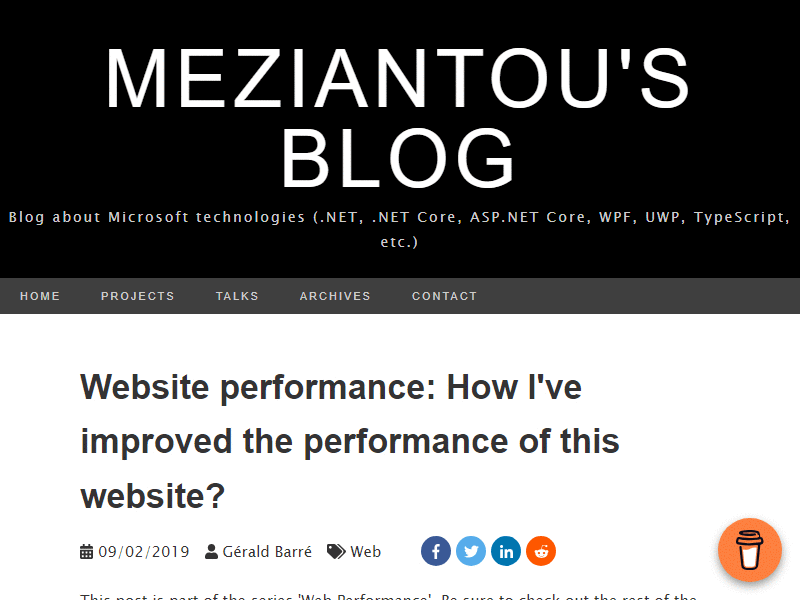 MEZIANTOU'S
BLOG
Blog about Microsoft technologies (.NET, .NET Core, ASP.NET Core, WPF, UWP, TypeScript,
etc.)
HOME PROJECTS TALKS ARCHIVES CONTACT
Website performance: How I've
improved the performance of this
website?
09/02/2019 Gérald Barré Web
This post is part of the series 'Web Performance'. Be sure to check out the rest of the